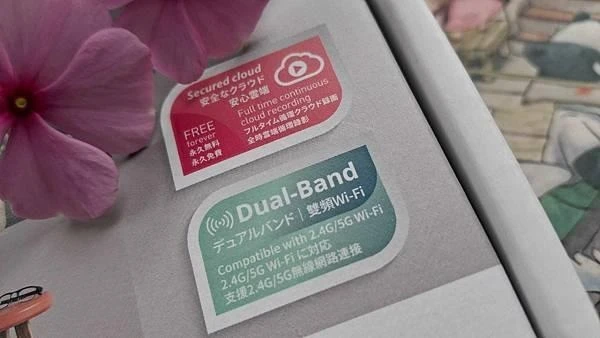 Secured cloud
安全なクラウド
安心雲端
Full time continuous
cloud recording
フルタイム循環クラウド録画
全時雲端循環錄影
FREE
forever
永久無料
永久免費
Dual-Band
デュアルバンド｜雙頻Wi-Fi
Compatible with 2.4G/5G Wi-Fi
2.4G/5G Wi-Fi に対応
支援2.4G/5G無線網路連接